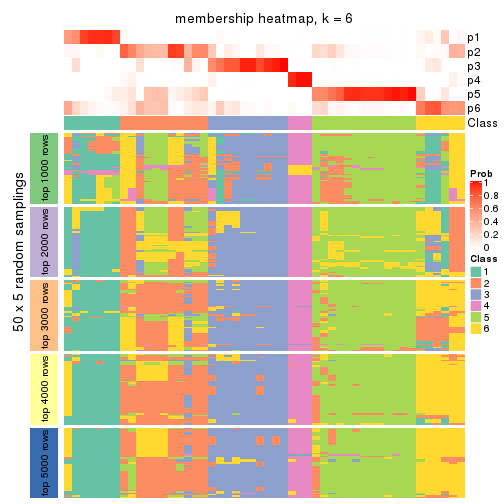 membership heatmap, k = 6
p1
p2
p3
p4
p5
p6
Class
50 x 5 random samplings
top 1000 rows
top 2000 rows
top 3000 rows
top 4000 rows
top 5000 rows
Prob
1
0.8
0.6
0.4
0.2
0
Class
1
2
3
4
5
6